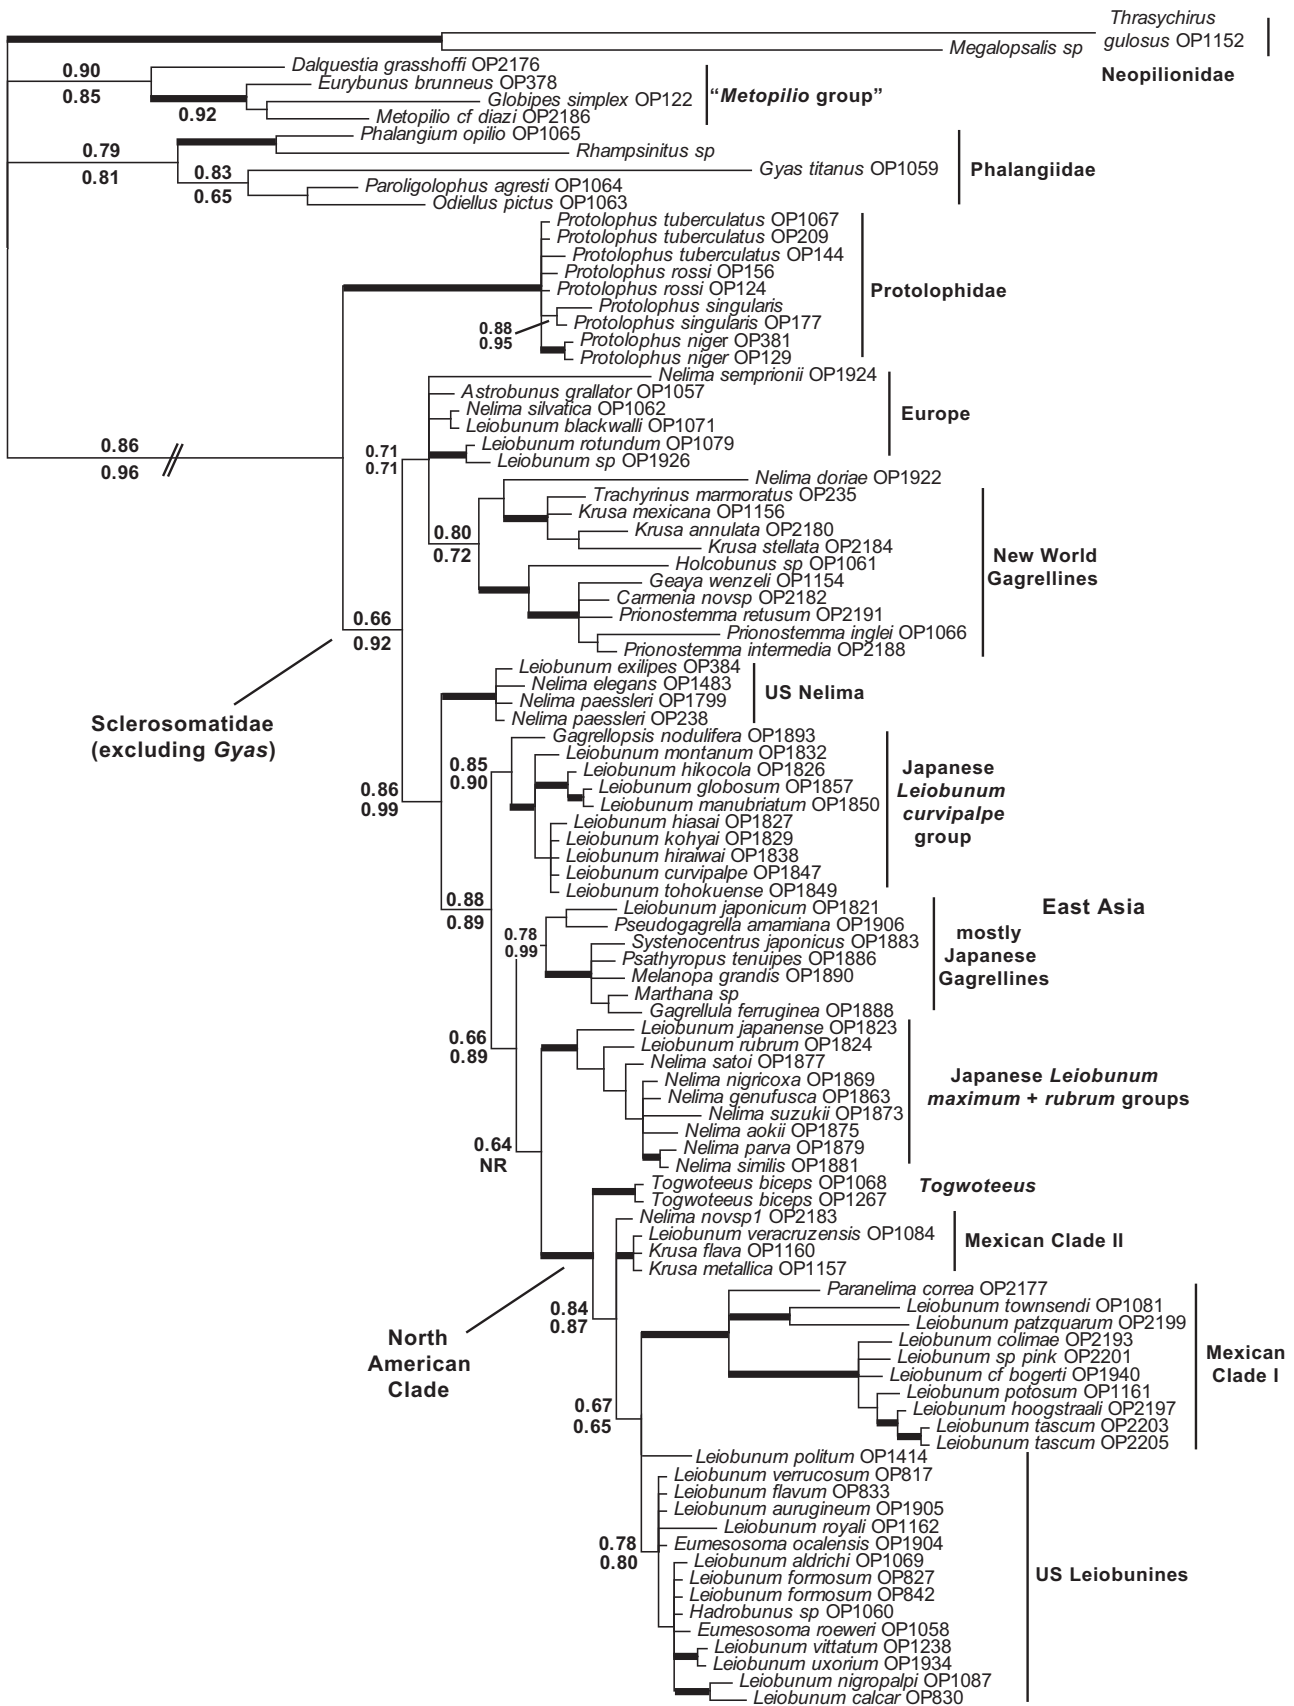 Thrasychirus
gulosus OP1152
Megalopsalis sp
Neopilionidae
0.90
0.85
Dalquestia grasshoffi OP2176
Eurybunus brunneus OP378
Globipes simplex OP122
0.92
Metopilio cf diazi OP2186
"Metopilio group"
Phalangium opilio OP1065
0.79
0.81
Rhampsinitus sp
0.83
0.65
Gyas titanus OP1059
Paroligolophus agresti OP1064
Odiellus pictus OP1063
Phalangiidae
Protolophus tuberculatus OP1067
Protolophus tuberculatus OP209
Protolophus tuberculatus OP144
Protolophus rossi OP156
Protolophus rossi OP124
Protolophus singularis
0.88
0.95
Protolophus singularis OP177
Protolophus niger OP381
Protolophus niger OP129
Protolophidae
0.86
0.96
Nelima semprionii OP1924
Astrobunus grallator OP1057
Nelima silvatica OP1062
Leiobunum blackwalli OP1071
Leiobunum rotundum OP1079
Leiobunum sp OP1926
Europe
0.71
0.71
Nelima doriae OP1922
Trachyrinus marmoratus OP235
Krusa mexicana OP1156
Krusa annulata OP2180
Krusa stellata OP2184
0.80
0.72
Holcobunus sp OP1061
Geaya wenzeli OP1154
Carmenia novsp OP2182
Prionostemma retusum OP2191
Prionostemma inglei OP1066
Prionostemma intermedia OP2188
New World
Gagrellines
0.66
0.92
Sclerosomatidae
(excluding Gyas)
Leiobunum exilipes OP384
Nelima elegans OP1483
Nelima paessleri OP1799
Nelima paessleri OP238
US Nelima
0.86
0.99
0.85
0.90
Gagrellopsis nodulifera OP1893
Leiobunum montanum OP1832
Leiobunum hikocola OP1826
Leiobunum globosum OP1857
Leiobunum manubriatum OP1850
Leiobunum hiasai OP1827
Leiobunum kohyai OP1829
Leiobunum hiraiwai OP1838
Leiobunum curvipalpe OP1847
Leiobunum tohokuense OP1849
Japanese
Leiobunum
curvipalpe
group
0.88
0.89
East Asia
Leiobunum japonicum OP1821
Pseudogagrella amamiana OP1906
0.78
0.99
Systenocentrus japonicus OP1883
Psathyropus tenuipes OP1886
Melanopa grandis OP1890
Marthana sp
Gagrellula ferruginea OP1888
mostly
Japanese
Gagrellines
0.66
0.89
Leiobunum japanense OP1823
Leiobunum rubrum OP1824
Nelima satoi OP1877
Nelima nigricoxa OP1869
Nelima genufusca OP1863
Nelima suzukii OP1873
Nelima aokii OP1875
Nelima parva OP1879
Nelima similis OP1881
Japanese Leiobunum
maximum + rubrum groups
0.64
NR
Togwoteeus biceps OP1068
Togwoteeus biceps OP1267
Togwoteeus
Nelima novsp1 OP2183
Leiobunum veracruzensis OP1084
Krusa flava OP1160
Krusa metallica OP1157
Mexican Clade II
North
American
Clade
0.84
0.87
Paranelima correa OP2177
Leiobunum townsendi OP1081
Leiobunum patzquarum OP2199
Leiobunum colimae OP2193
Leiobunum sp pink OP2201
Leiobunum cf bogerti OP1940
Leiobunum potosum OP1161
Leiobunum hoogstraali OP2197
Leiobunum tascum OP2203
Leiobunum tascum OP2205
Mexican
Clade I
0.67
0.65
Leiobunum politum OP1414
Leiobunum verrucosum OP817
Leiobunum flavum OP833
Leiobunum aurugineum OP1905
Leiobunum royali OP1162
Eumesosoma ocalensis OP1904
0.78
0.80
Leiobunum aldrichi OP1069
Leiobunum formosum OP827
Leiobunum formosum OP842
Hadrobunus sp OP1060
Eumesosoma roeweri OP1058
Leiobunum vittatum OP1238
Leiobunum uxorium OP1934
Leiobunum nigropalpi OP1087
Leiobunum calcar OP830
US Leiobunines